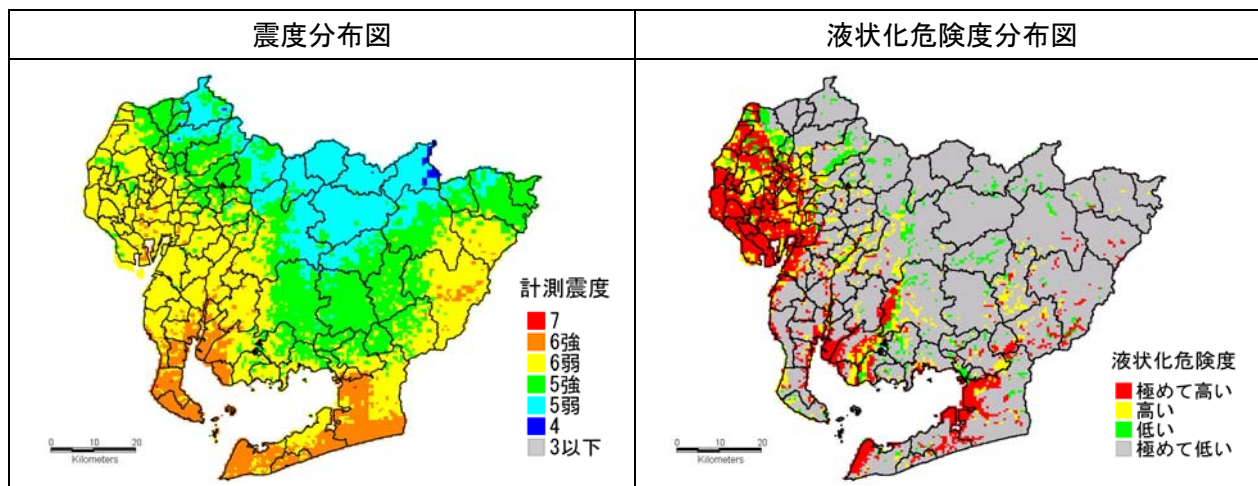 震度分布図
液状化危険度分布図
計測震度
7
6強
6弱
5強
5弱
4
3以下
0 10 20
Kilometers
液状化危険度
極めて高い
高い
低い
極めて低い
0 10 20
Kilometers